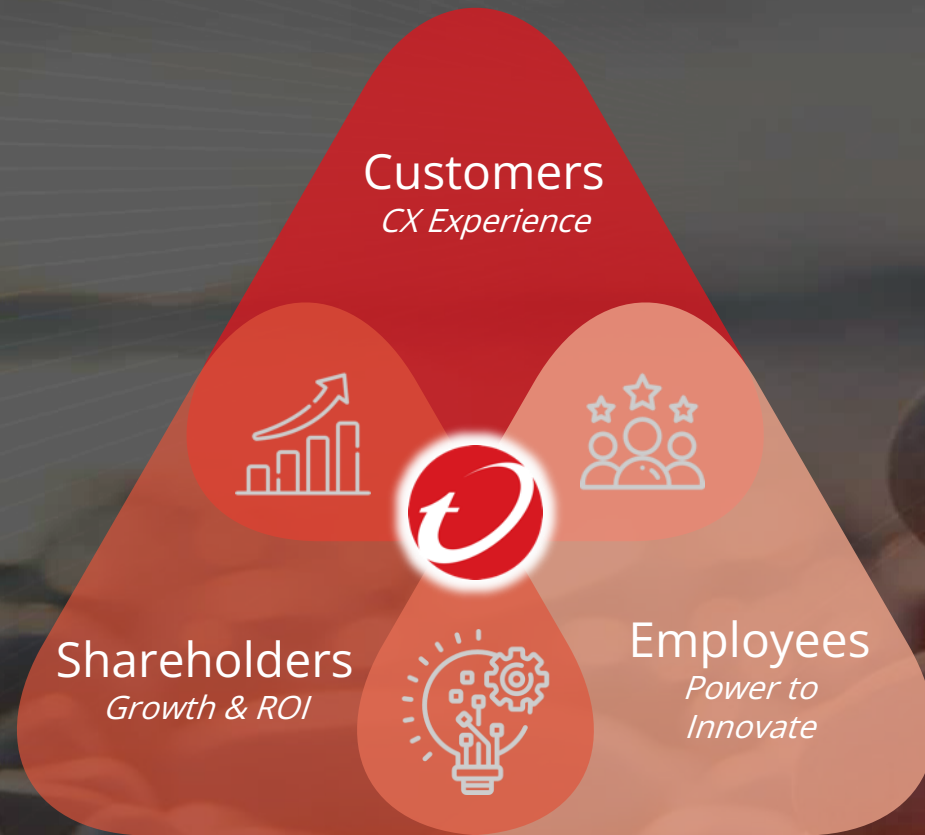 Customers
CX Experience
Shareholders
Growth & ROI
Employees
Power to
Innovate